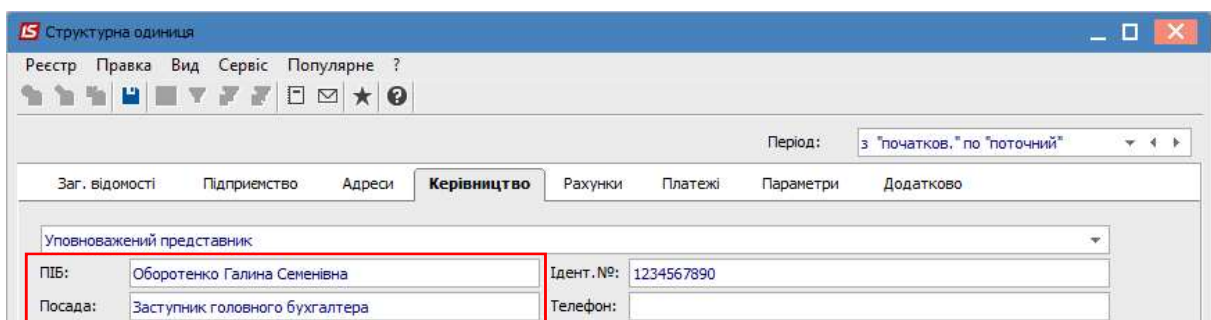 Структурна одиниця
Реєстр Правка Вид Сервіс Популярне ?
Період: з "початков." по "поточний"
Заг. відомості Підприємство Адреси Керівництво Рахунки Платежі Параметри Додатково
Уповноважений представник
ПІБ: Оборотенко Галина Семенівна Ідент.№: 1234567890
Посада: Заступник головного бухгалтера Телефон: